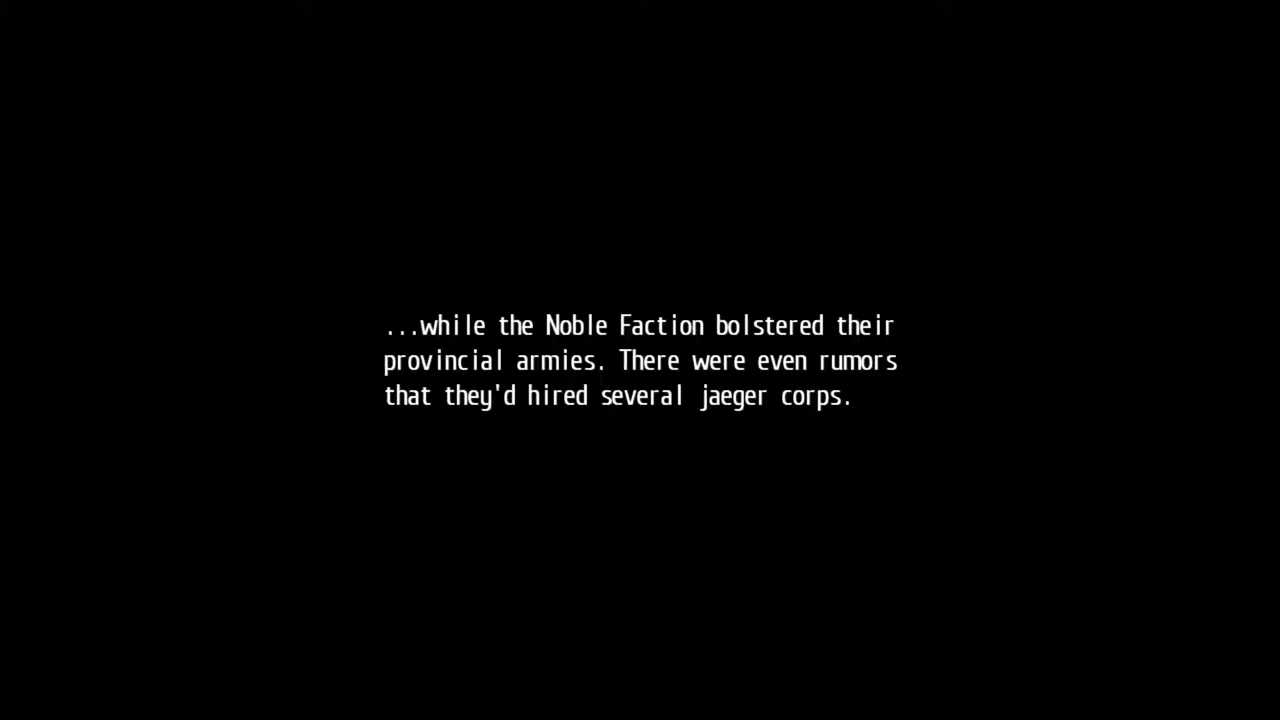 ...while the Noble Faction bolstered their
provincial armies. There were even rumors
that they'd hired several jaeger corps.